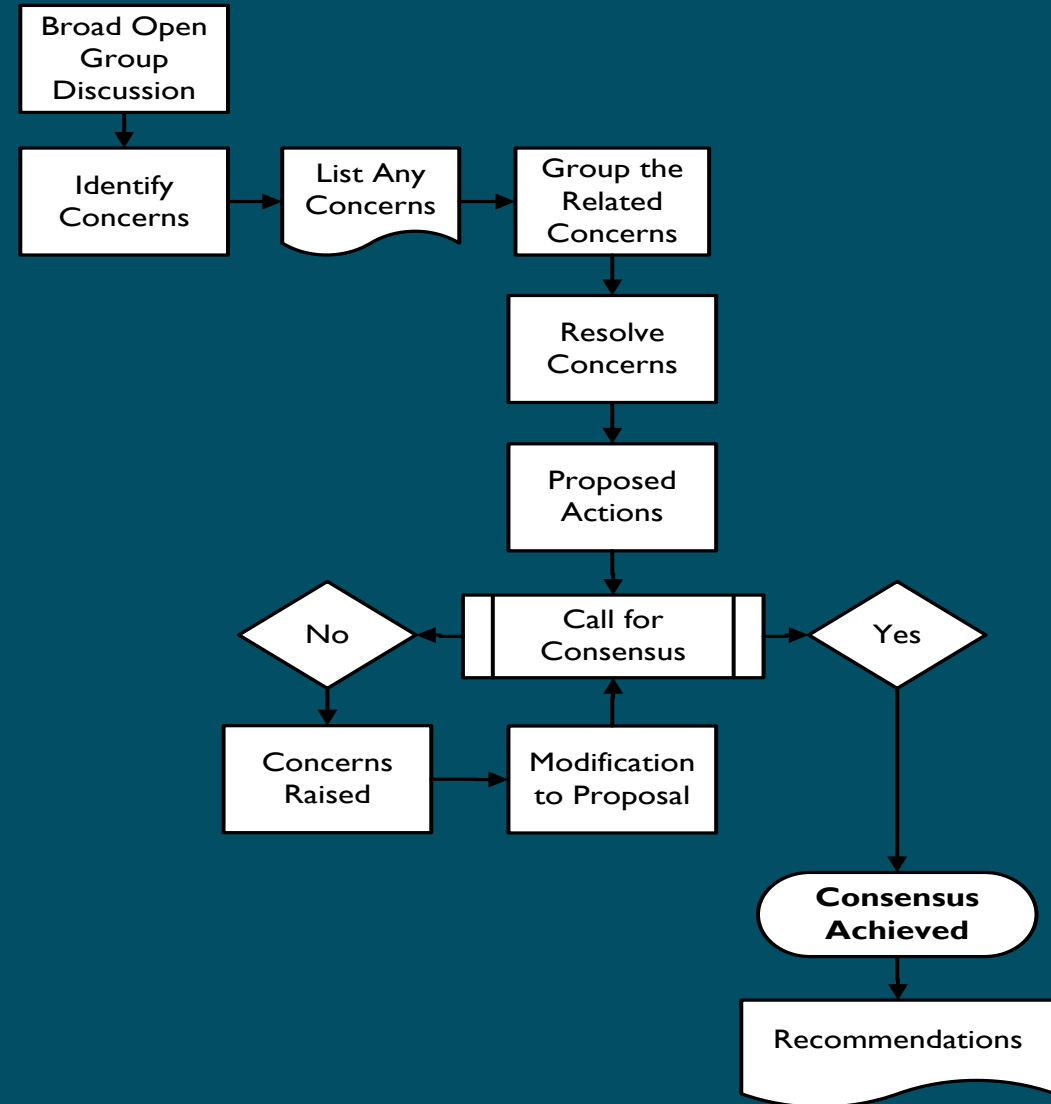 Broad Open
Group
Discussion
Identify
Concerns
List Any
Concerns
Group the
Related
Concerns
Resolve
Concerns
Proposed
Actions
No
Call for
Consensus
Yes
Concerns
Raised
Modification
to Proposal
Consensus
Achieved
Recommendations